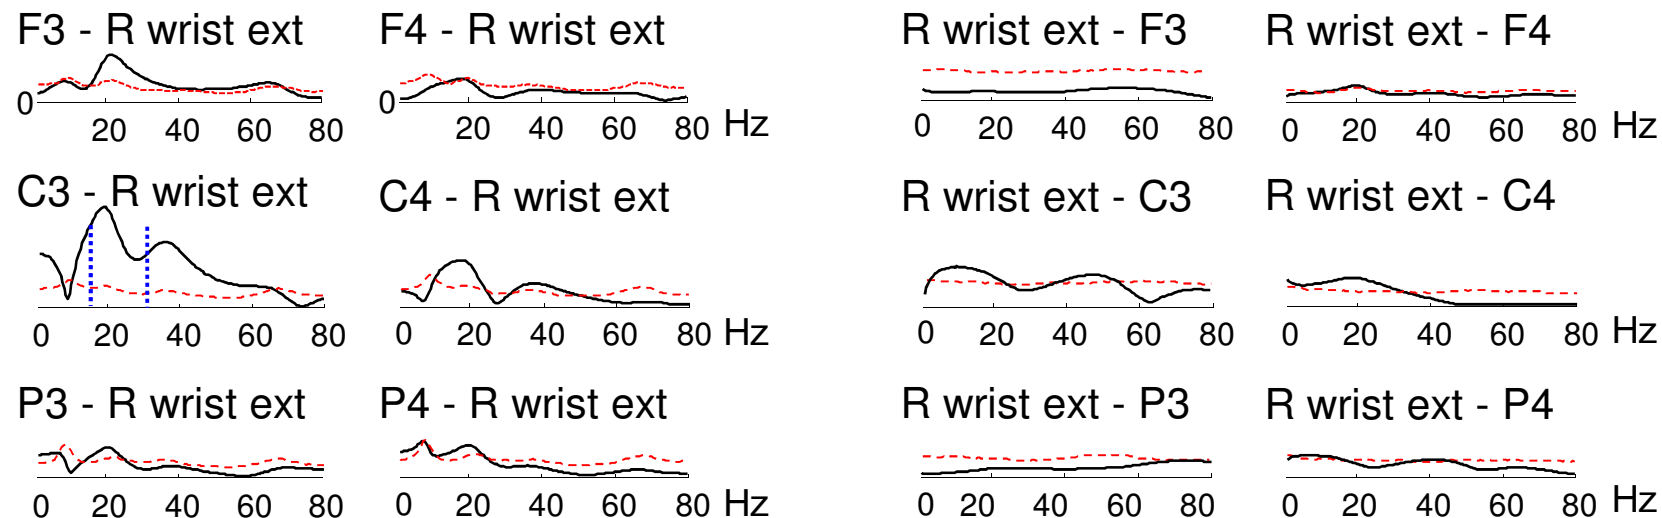 F3 - R wrist ext F4 - R wrist ext R wrist ext - F3 R wrist ext - F4
0 0
20 40 60 80 20 40 60 80 Hz 0 20 40 60 80 0 20 40 60 80 Hz
C3 - R wrist ext C4 - R wrist ext R wrist ext - C3 R wrist ext - C4
0 20 40 60 80 0 20 40 60 80 Hz 0 20 40 60 80 0 20 40 60 80 Hz
P3 - R wrist ext P4 - R wrist ext R wrist ext - P3 R wrist ext - P4
0 20 40 60 80 0 20 40 60 80 Hz 0 20 40 60 80 0 20 40 60 80 Hz